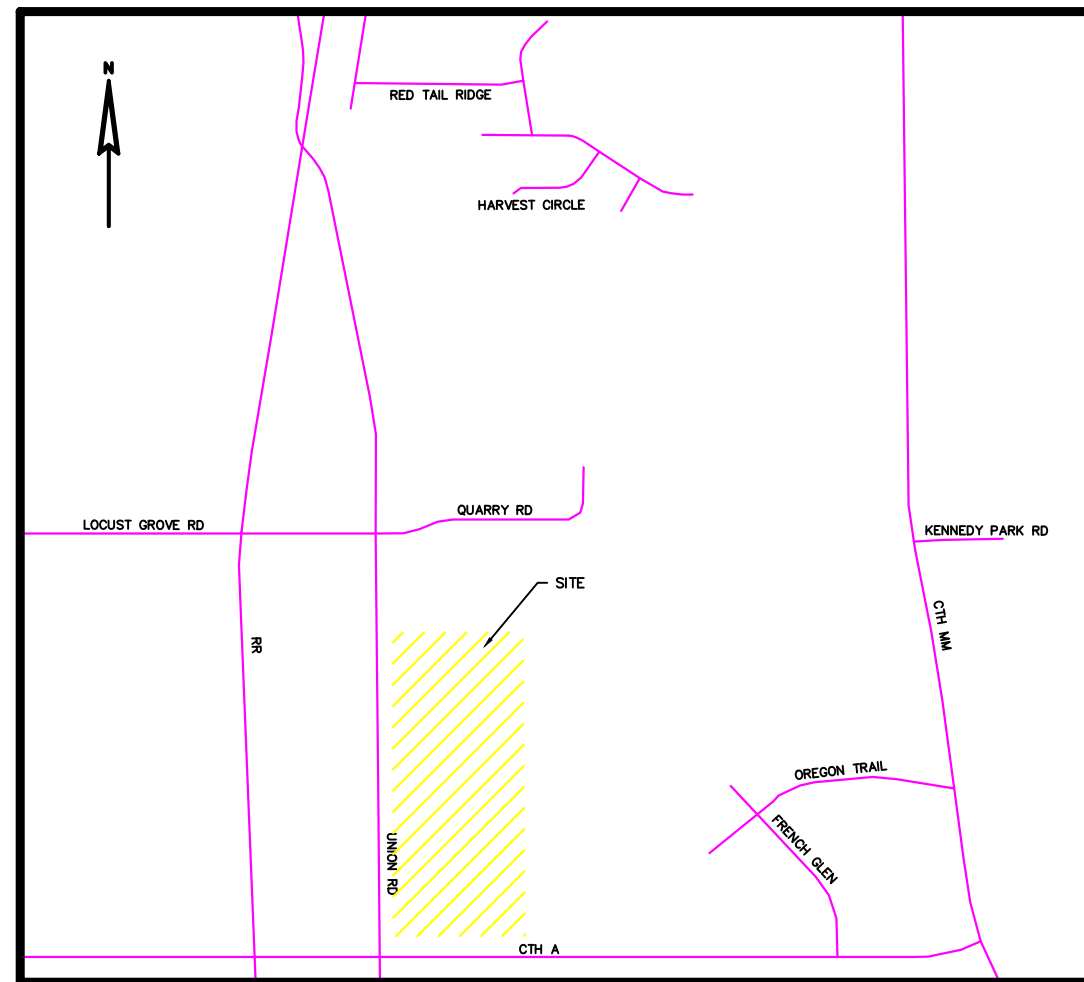 N
RED TAIL RIDGE
HARVEST CIRCLE
QUARRY RD
LOCUST GROVE RD
KENNEDY PARK RD
SITE
CTH MM
RR
OREGON TRAIL
FRENCH GLEN
UNION RD
CTH A